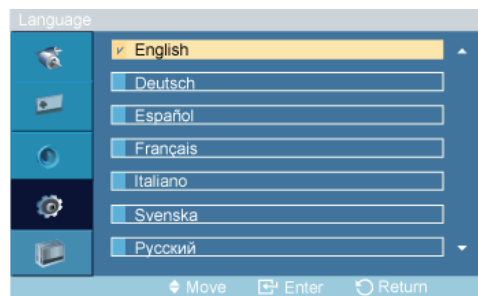 Language
English
Deutsch
Español
Français
Italiano
Svenska
Русский
Move Enter Return